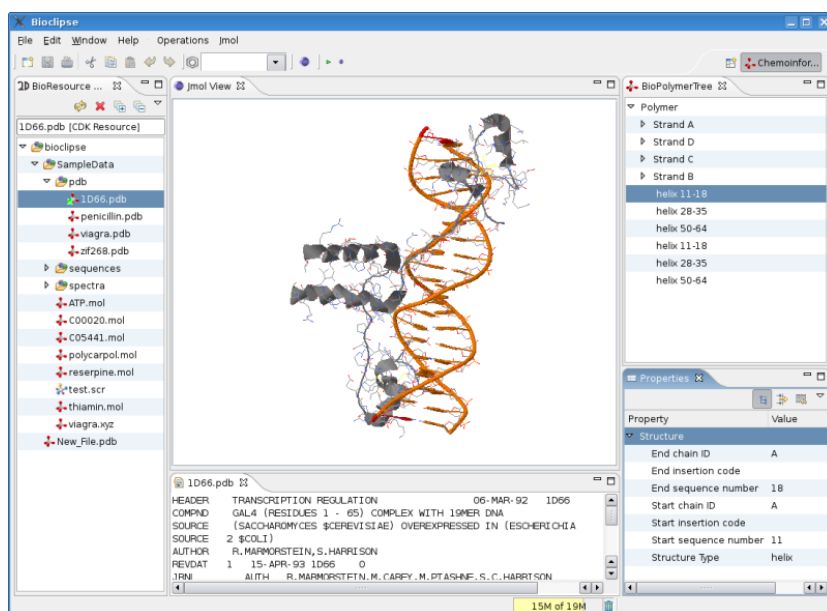 Bioclipse
File Edit Window Help Operations Jmol
Chemoinfor...
BioResource ...
1D66.pdb [CDK Resource]
bioclipse
SampleData
pdb
1D66.pdb
penicillin.pdb
viagra.pdb
zif268.pdb
sequences
spectra
ATP.mol
C00020.mol
C05441.mol
polycarpol.mol
reserpine.mol
test.scr
thiamin.mol
viagra.xyz
New_File.pdb
Jmol View
1D66.pdb
HEADER TRANSCRIPTION REGULATION 06-MAR-92 1D66
COMPND GAL4 (RESIDUES 1 - 65) COMPLEX WITH 19MER DNA
SOURCE (SACCHAROMYCES $CEREVISIAE) OVEREXPRESSED IN (ESCHERICHIA
SOURCE 2 $COLI)
AUTHOR R.MARMORSTEIN,S.HARRISON
REVDAT 1 15-APR-93 1D66 0
JRNL AUTH R.MARMORSTEIN,M.CAREY,M.PTASHNE,S.C.HARRISON
BioPolymerTree
Polymer
Strand A
Strand D
Strand C
Strand B
helix 11-18
helix 28-35
helix 50-64
helix 11-18
helix 28-35
helix 50-64
Properties
Property Value
Structure
End chain ID A
End insertion code
End sequence number 18
Start chain ID A
Start insertion code
Start sequence number 11
Structure Type helix
15M of 19M